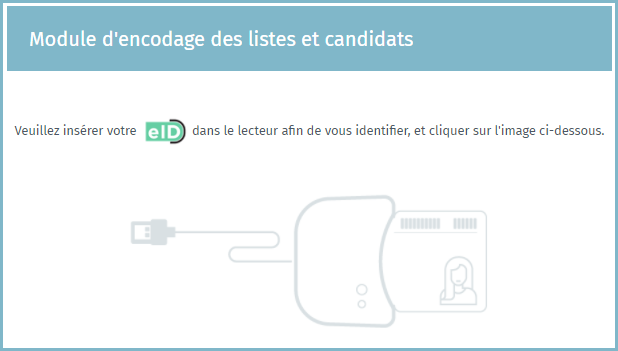 Module d'encodage des listes et candidats
Veuillez insérer votre eID dans le lecteur afin de vous identifier, et cliquer sur l'image ci-dessous.